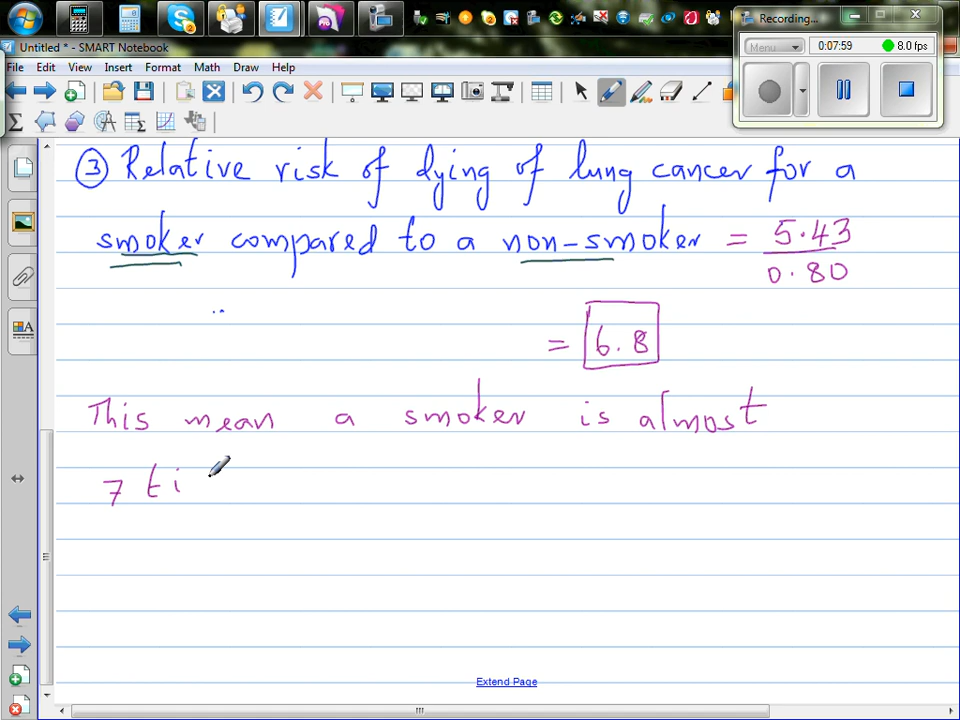 Recording...
Untitled * - SMART Notebook
Menu
0:07:59
8.0 fps
File Edit View Insert Format Math Draw Help
③ Relative risk of dying of lung cancer for a
smoker compared to a non-smoker = 5.43
0.80
= 6.8
This mean a smoker is almost
7 ti
Extend Page